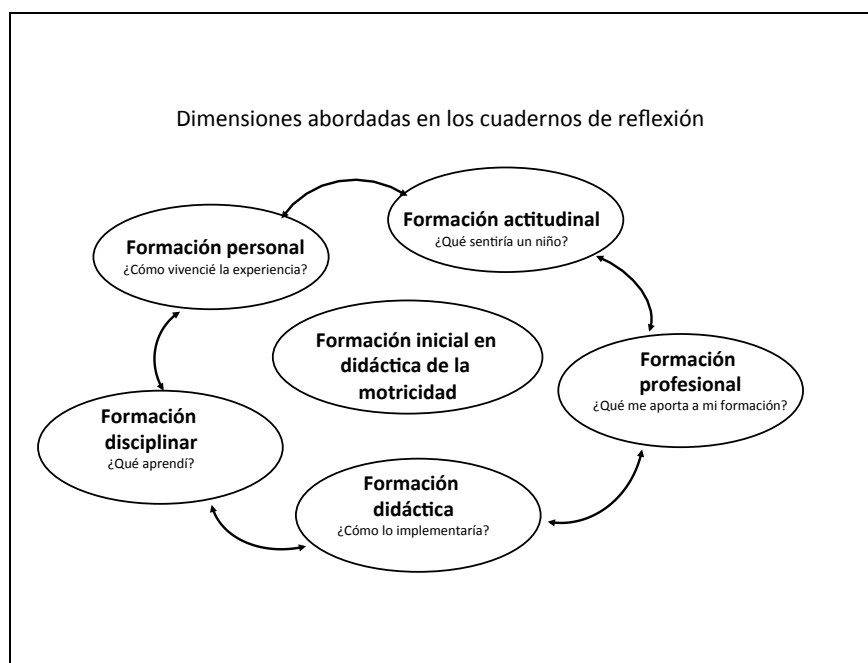 Dimensiones abordadas en los cuadernos de reflexión
Formación actitudinal
¿Qué sentiría un niño?
Formación personal
¿Cómo vivencié la experiencia?
Formación inicial en
didáctica de la
motricidad
Formación
profesional
¿Qué me aporta a mi formación?
Formación
disciplinar
¿Qué aprendí?
Formación
didáctica
¿Cómo lo implementaría?